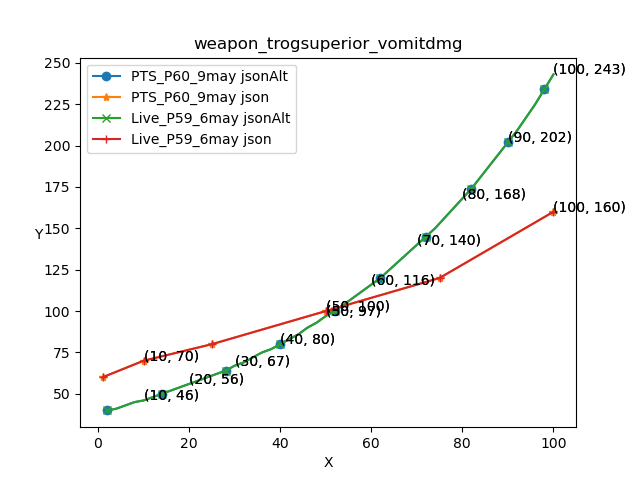 weapon_trogsuperior_vomitdmg
PTS_P60_9may jsonAlt
PTS_P60_9may json
Live_P59_6may jsonAlt
Live_P59_6may json
250
225
200
175
150
125
100
75
50
Y
(100, 243)
(90, 202)
(80, 168)
(100, 160)
(70, 140)
(60, 116)
(50, 100)
(50, 97)
(40, 80)
(10, 70)
(30, 67)
(20, 56)
(10, 46)
0 20 40 60 80 100
X